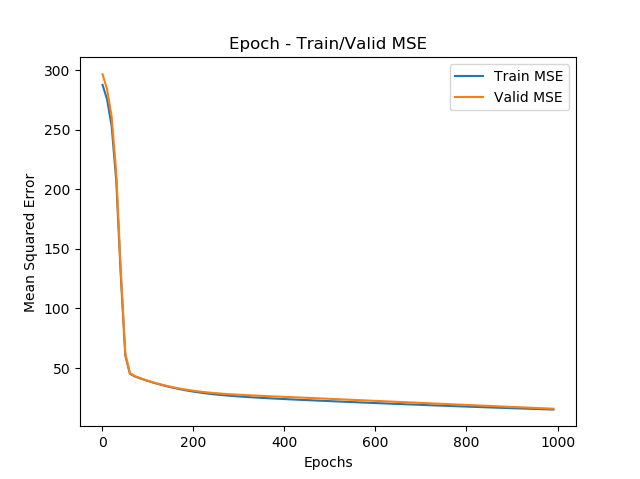 Epoch - Train/Valid MSE
Train MSE
Valid MSE
Mean Squared Error
300
250
200
150
100
50
0 200 400 600 800 1000
Epochs